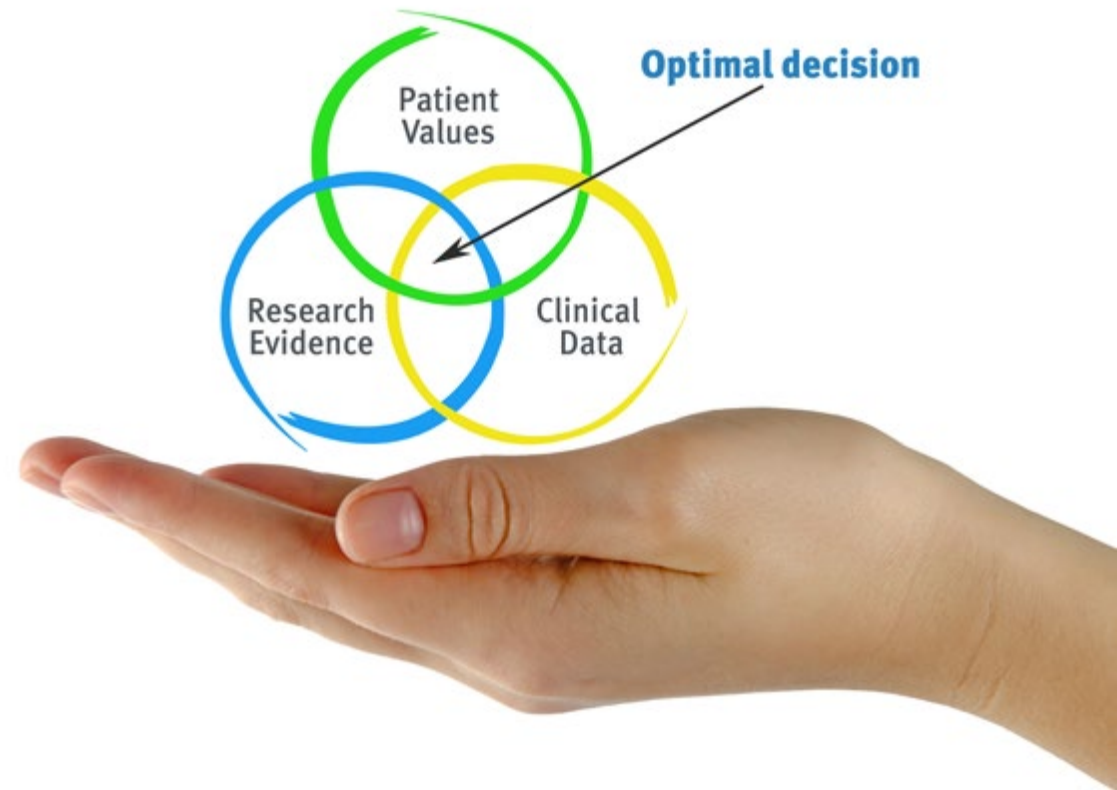 Optimal decision
Patient
Values
Research
Evidence
Clinical
Data